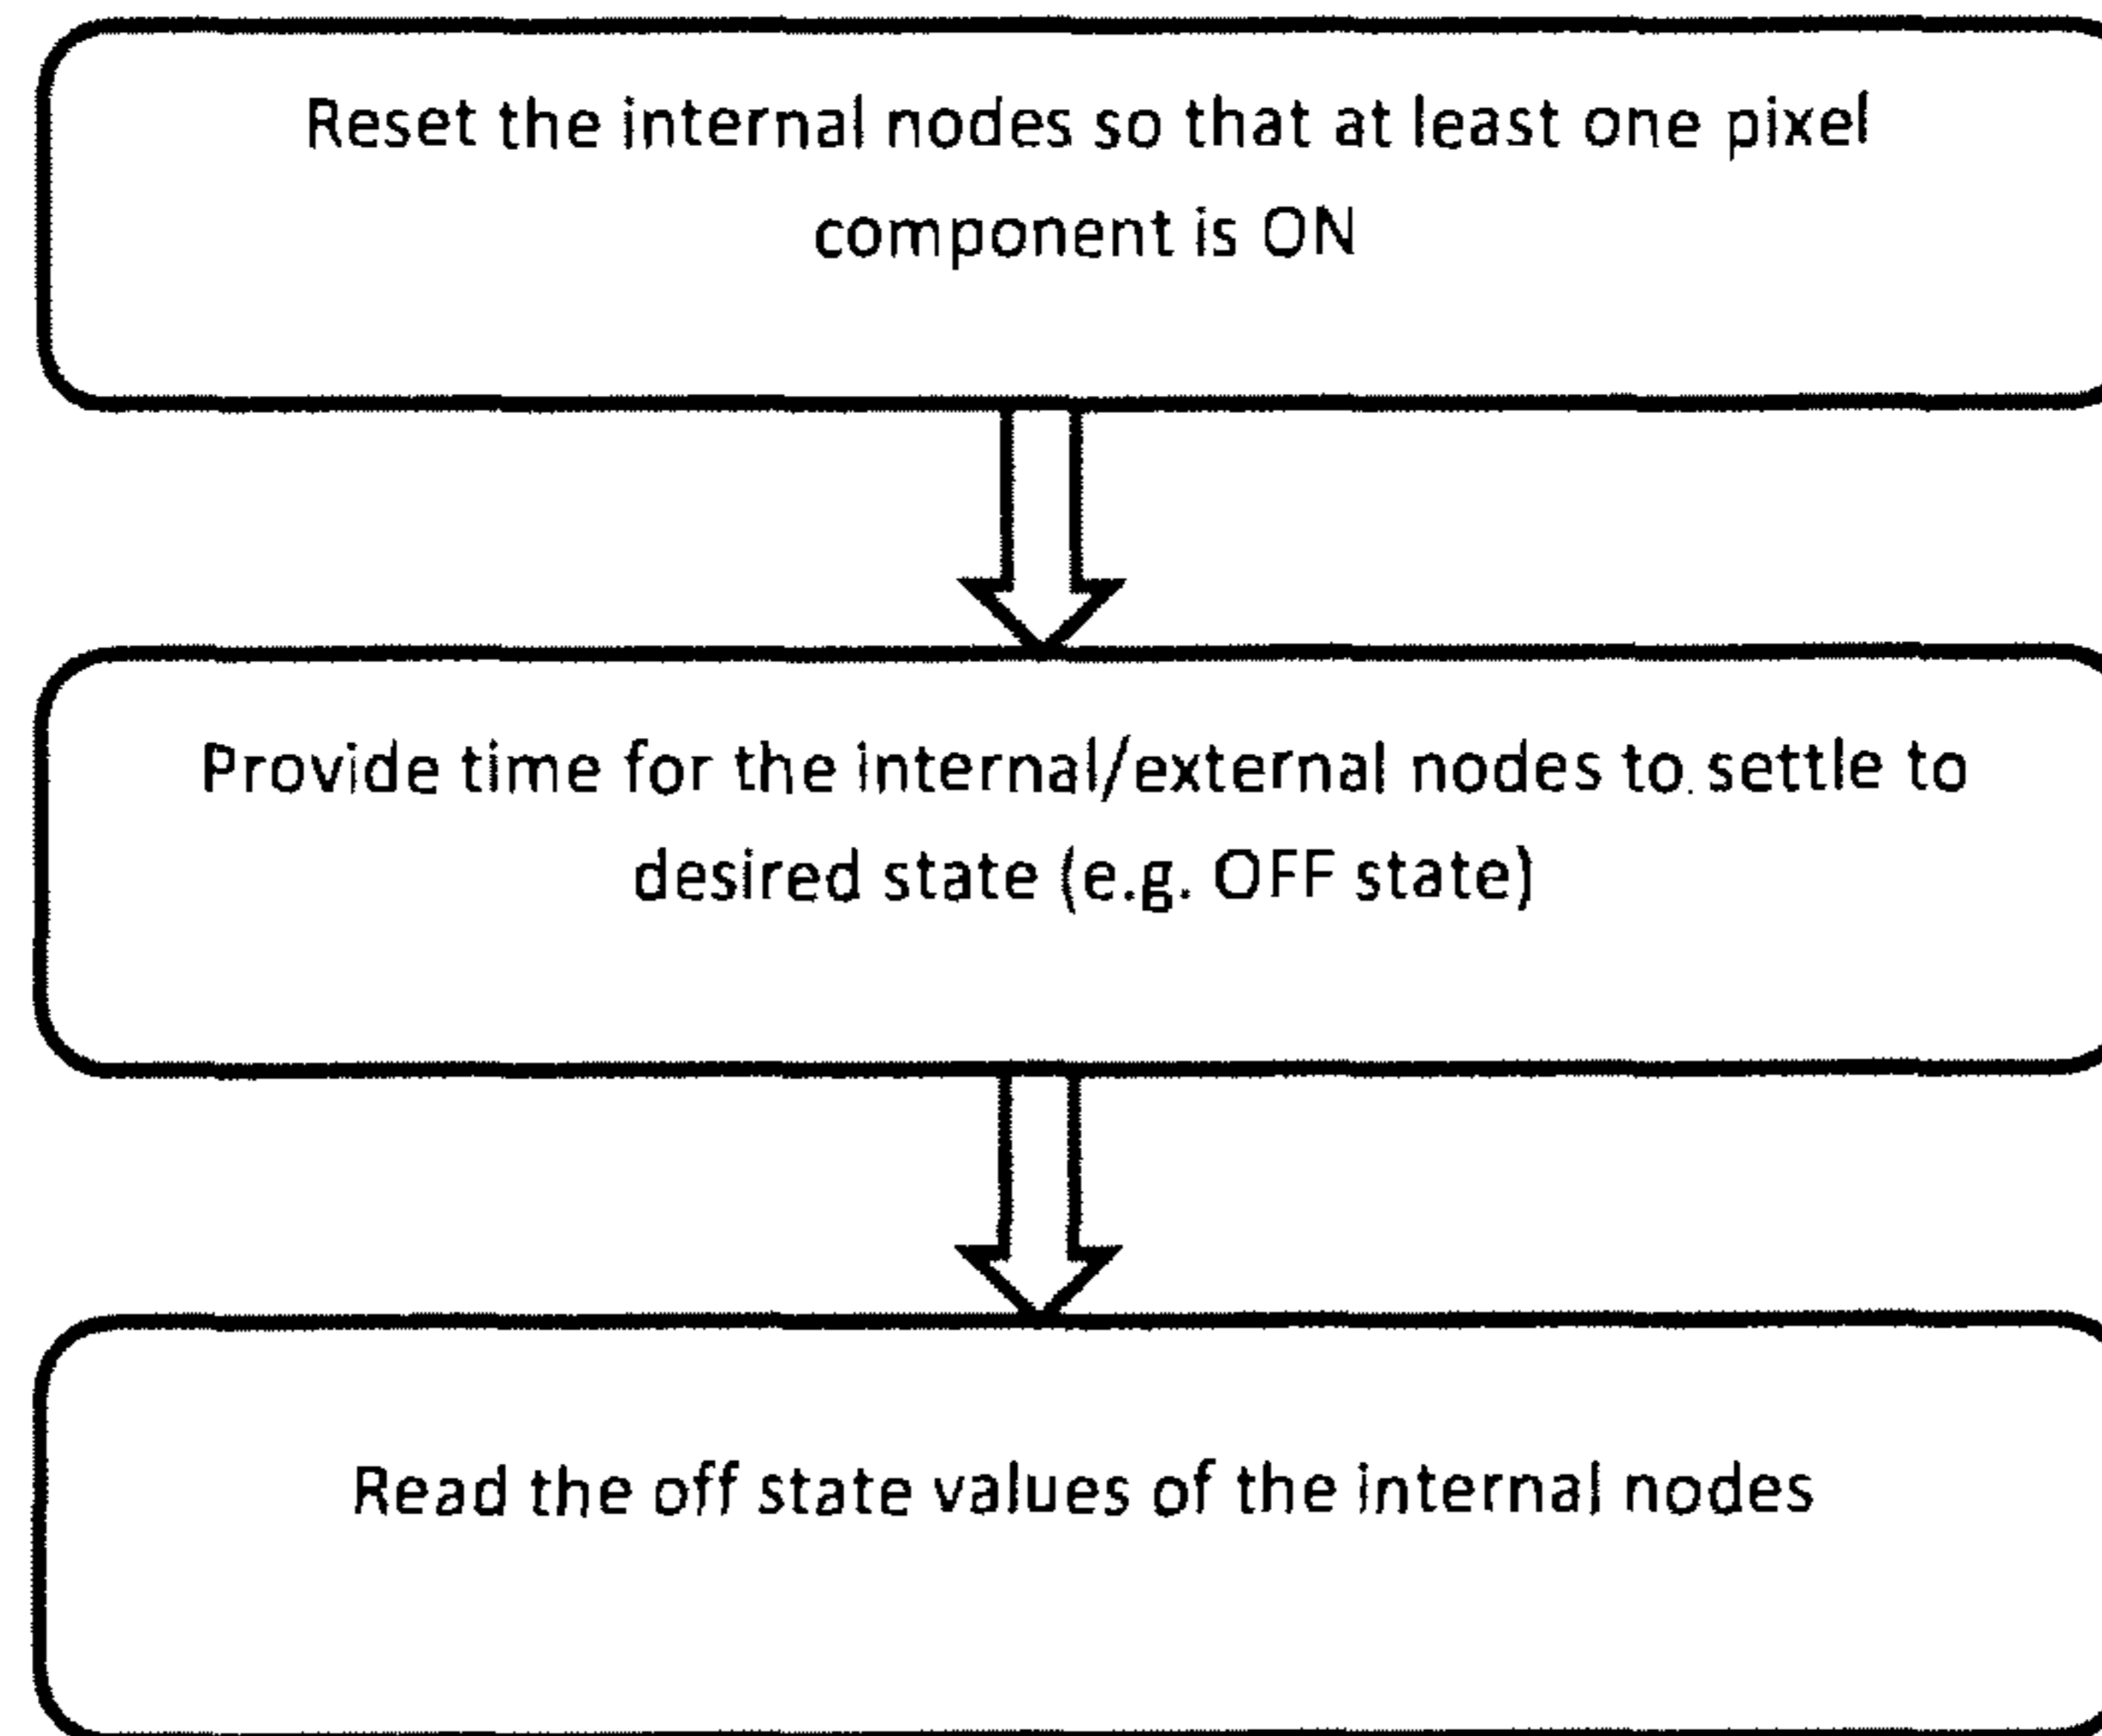 Reset the internal nodes so that at least one pixel
component is ON
Provide time for the internal/external nodes to settle to
desired state (e.g. OFF state)
Read the off state values of the internal nodes